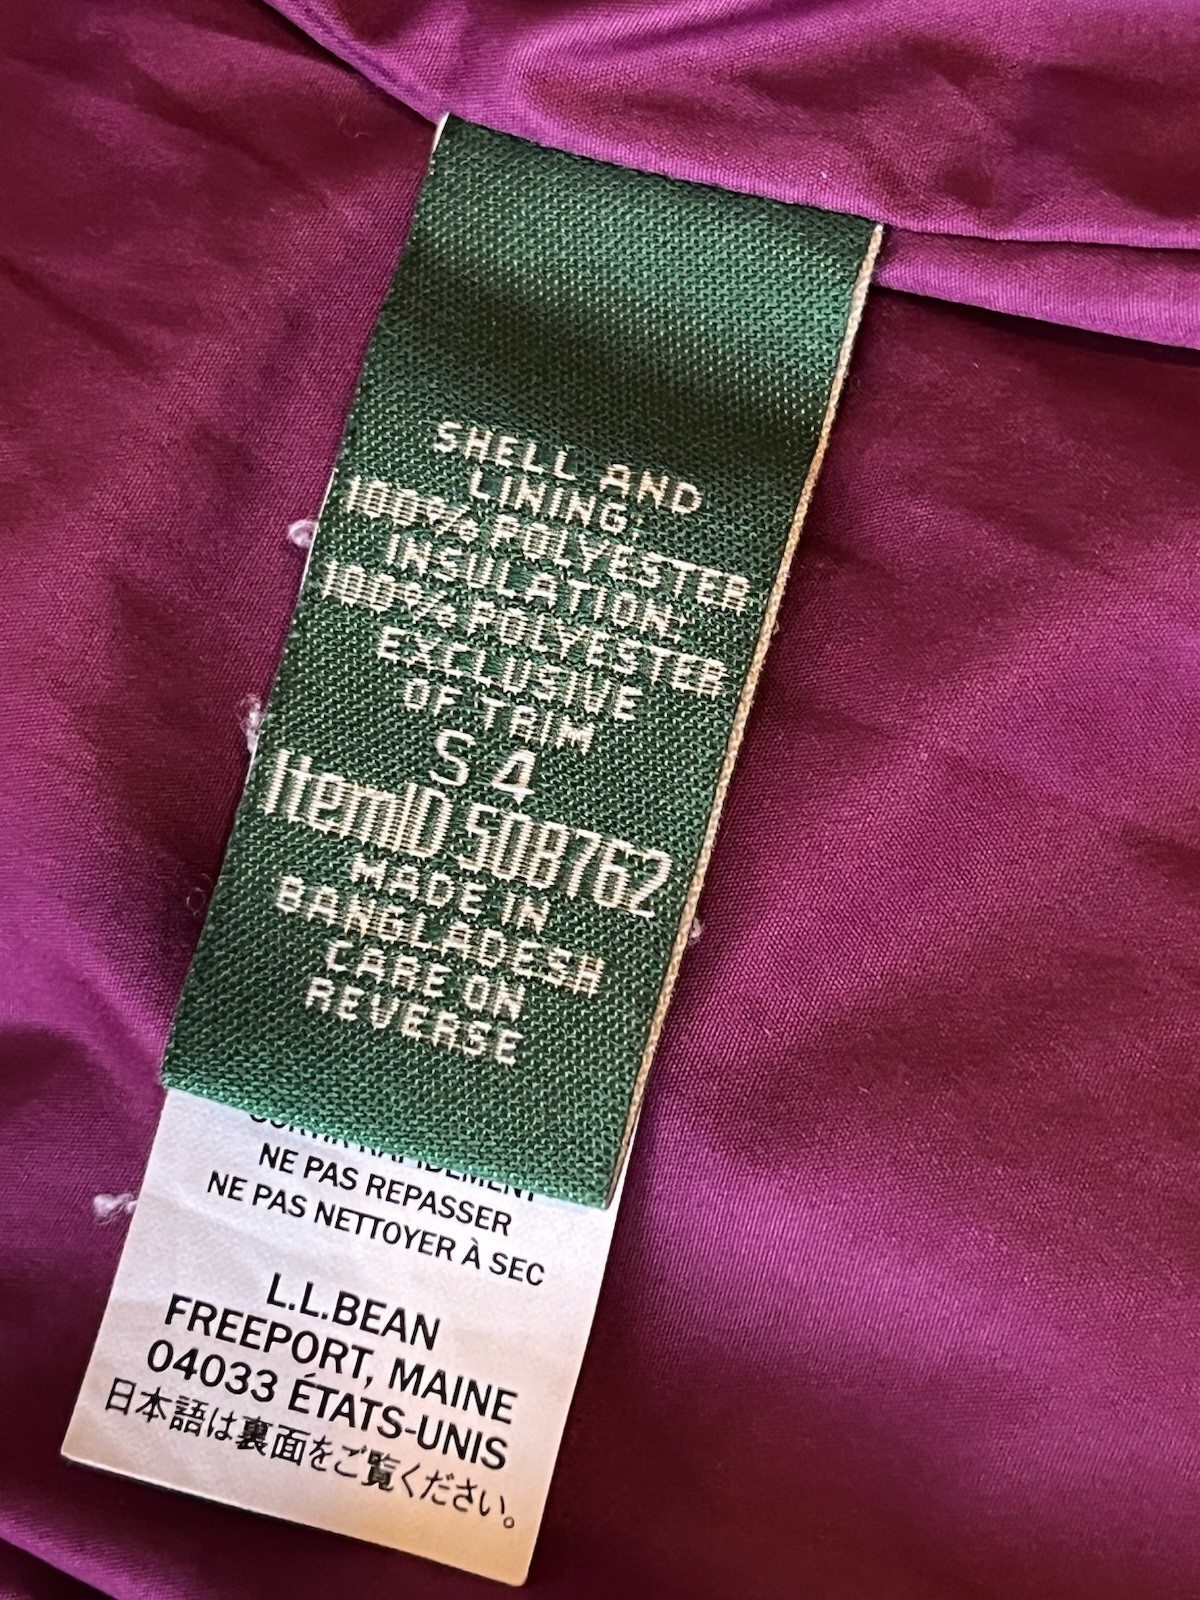 SHELL AND
LINING:
100% POLYESTER
INSULATION:
100% POLYESTER
EXCLUSIVE
OF TRIM
S 4
ItemID 508762
MADE IN
BANGLADESH
CARE ON
REVERSE
SORTIR RAPIDEMENT
NE PAS REPASSER
NE PAS NETTOYER À SEC
L.L.BEAN
FREEPORT, MAINE
04033 ÉTATS-UNIS
日本語は裏面をご覧ください。